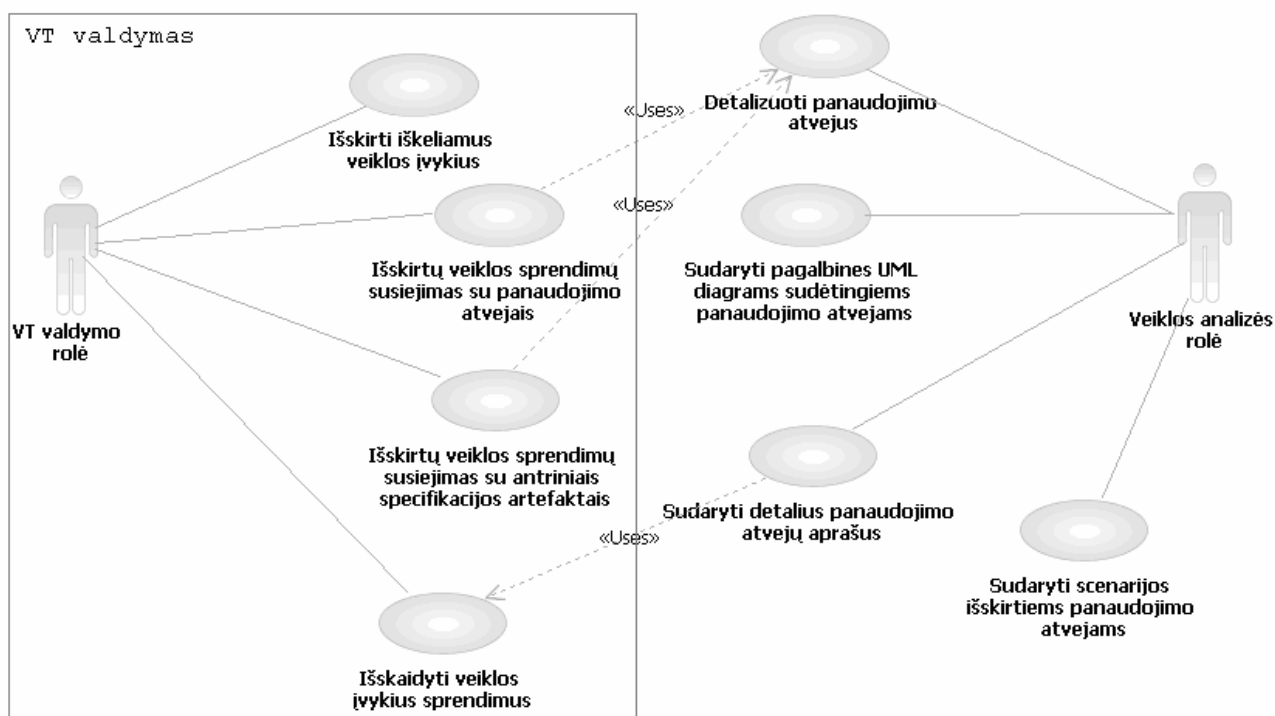 VT valdymas
Išskirti iškeliamus
veiklos įvykius
Detalizuoti panaudojimo
atvejus
«Uses»
«Uses»
Išskirtų veiklos sprendimų
susiejimas su panaudojimo
atvejais
Sudaryti pagalbines UML
diagrams sudėtingiems
panaudojimo atvejams
VT valdymo
rolė
Veiklos analizės
rolė
Išskirtų veiklos sprendimų
susiejimas su antriniais
specifikacijos artefaktais
Sudaryti detalius panaudojimo
atvejų aprašus
«Uses»
Sudaryti scenarijos
išskirtiems panaudojimo
atvejams
Išskaidyti veiklos
įvykius sprendimus